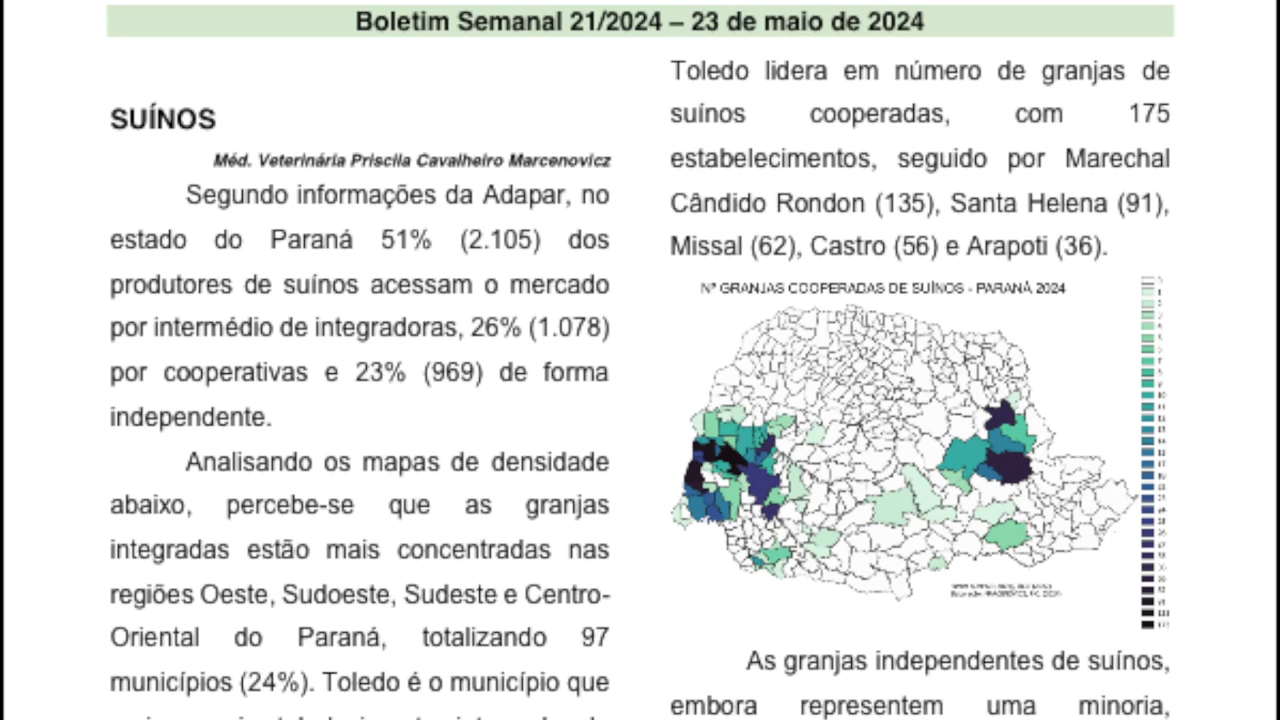 Boletim Semanal 21/2024 – 23 de maio de 2024
SUÍNOS
Méd. Veterinária Priscila Cavalheiro Marcenovicz
Segundo informações da Adapar, no
estado do Paraná 51% (2.105) dos
produtores de suínos acessam o mercado
por intermédio de integradoras, 26% (1.078)
por cooperativas e 23% (969) de forma
independente.
Analisando os mapas de densidade
abaixo, percebe-se que as granjas
integradas estão mais concentradas nas
regiões Oeste, Sudoeste, Sudeste e Centro-
Oriental do Paraná, totalizando 97
municípios (24%). Toledo é o município que
Toledo lidera em número de granjas de
suínos cooperadas, com 175
estabelecimentos, seguido por Marechal
Cândido Rondon (135), Santa Helena (91),
Missal (62), Castro (56) e Arapoti (36).
Nº GRANJAS COOPERADAS DE SUÍNOS - PARANÁ 2024
As granjas independentes de suínos,
embora representem uma minoria,